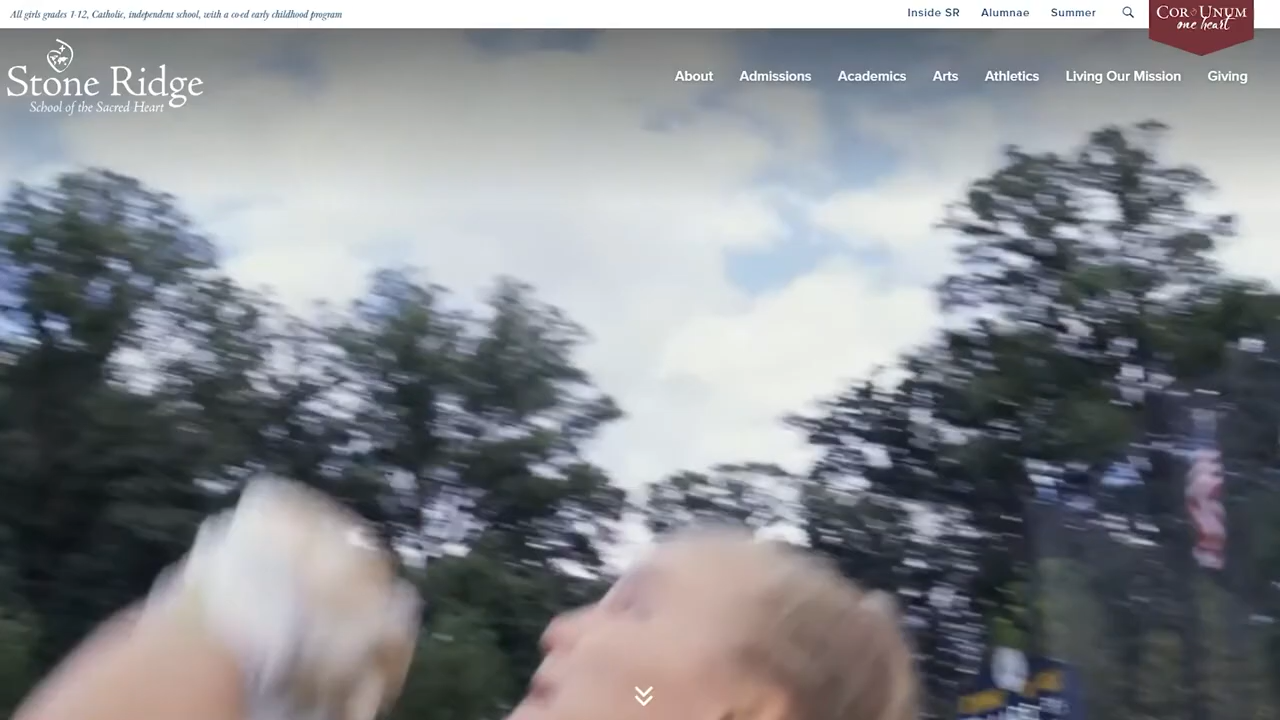 All girls grades 1-12, Catholic, independent school, with a co-ed early childhood program
Inside SR Alumnae Summer
COR UNUM
one heart
Stone Ridge
School of the Sacred Heart
About Admissions Academics Arts Athletics Living Our Mission Giving